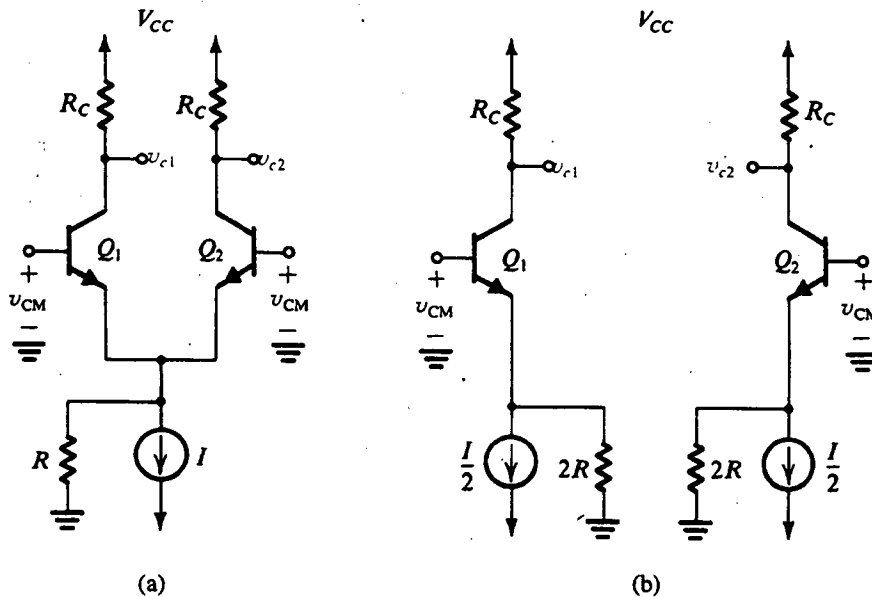 V_CC V_CC
R_C R_C R_C R_C
v_c1 v_c2 v_c1 v_c2
Q_1 Q_2 Q_1 Q_2
+ + + +
v_CM v_CM v_CM v_CM
− − − −
R I I/2 2R 2R I/2
(a) (b)